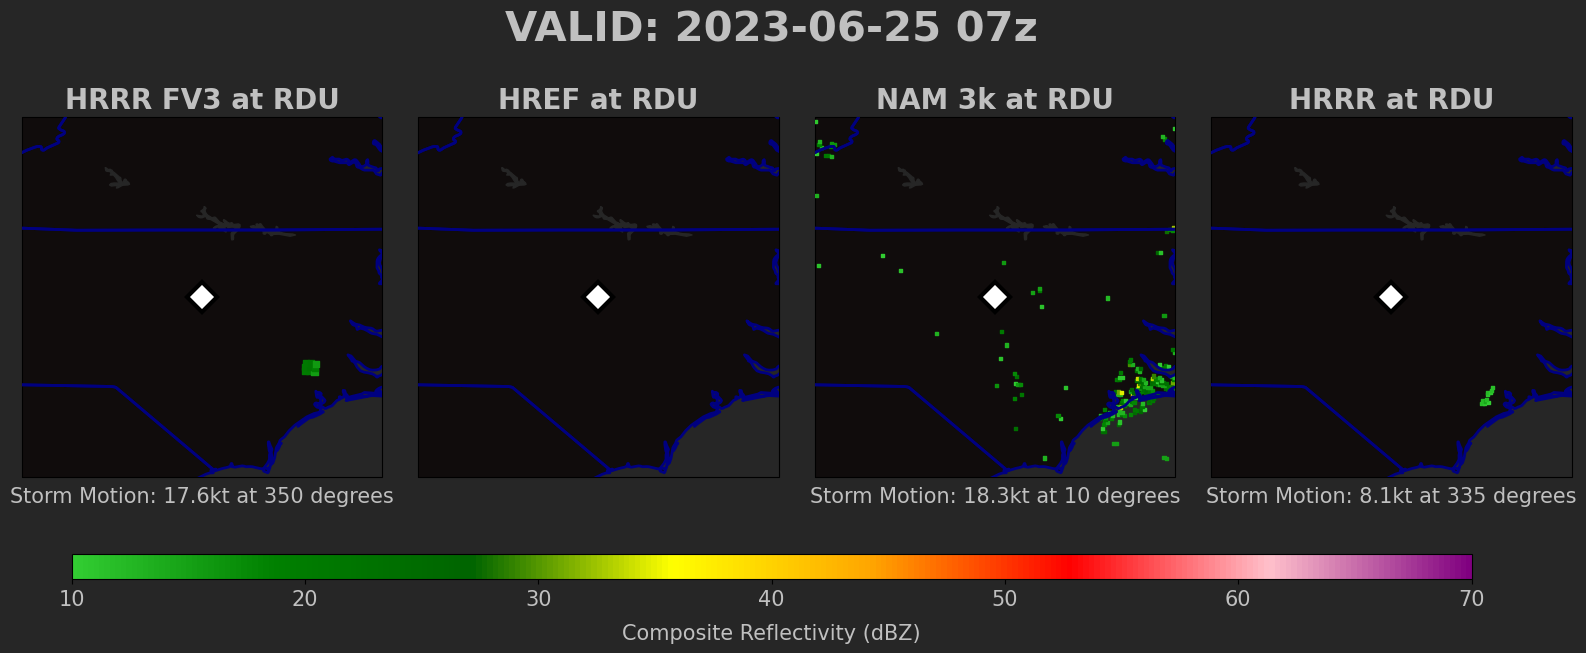 VALID: 2023-06-25 07z
HRRR FV3 at RDU
HREF at RDU
NAM 3k at RDU
HRRR at RDU
Storm Motion: 17.6kt at 350 degrees
Storm Motion: 18.3kt at 10 degrees
Storm Motion: 8.1kt at 335 degrees
10 20 30 40 50 60 70
Composite Reflectivity (dBZ)